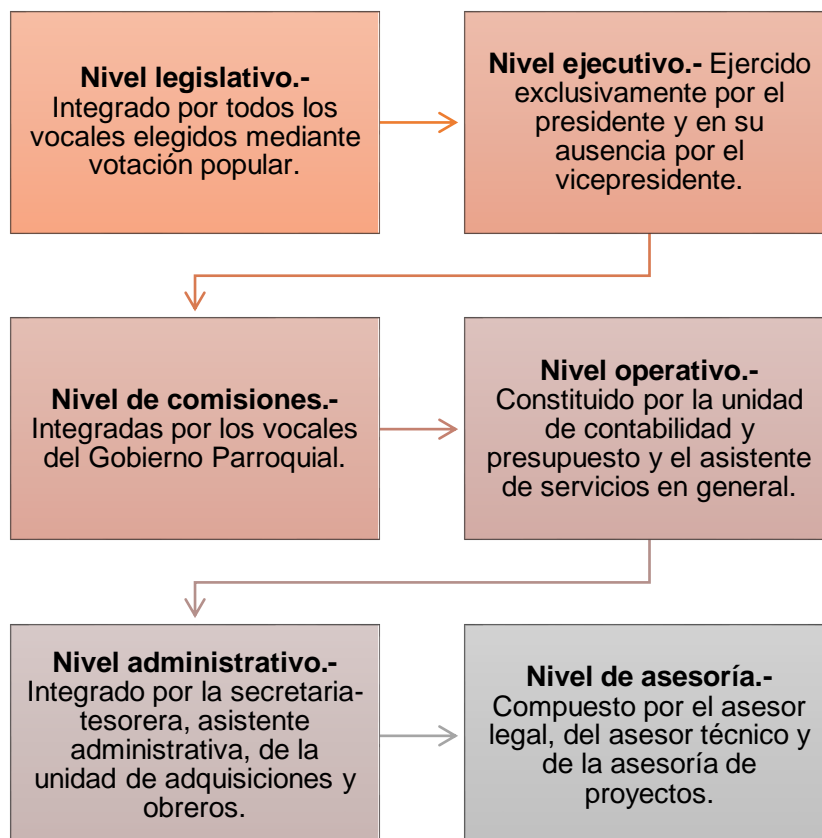 Nivel legislativo.-
Integrado por todos los
vocales elegidos mediante
votación popular.
Nivel ejecutivo.- Ejercido
exclusivamente por el
presidente y en su
ausencia por el
vicepresidente.
Nivel de comisiones.-
Integradas por los vocales
del Gobierno Parroquial.
Nivel operativo.-
Constituido por la unidad
de contabilidad y
presupuesto y el asistente
de servicios en general.
Nivel administrativo.-
Integrado por la secretaria-
tesorera, asistente
administrativa, de la
unidad de adquisiciones y
obreros.
Nivel de asesoría.-
Compuesto por el asesor
legal, del asesor técnico y
de la asesoría de
proyectos.